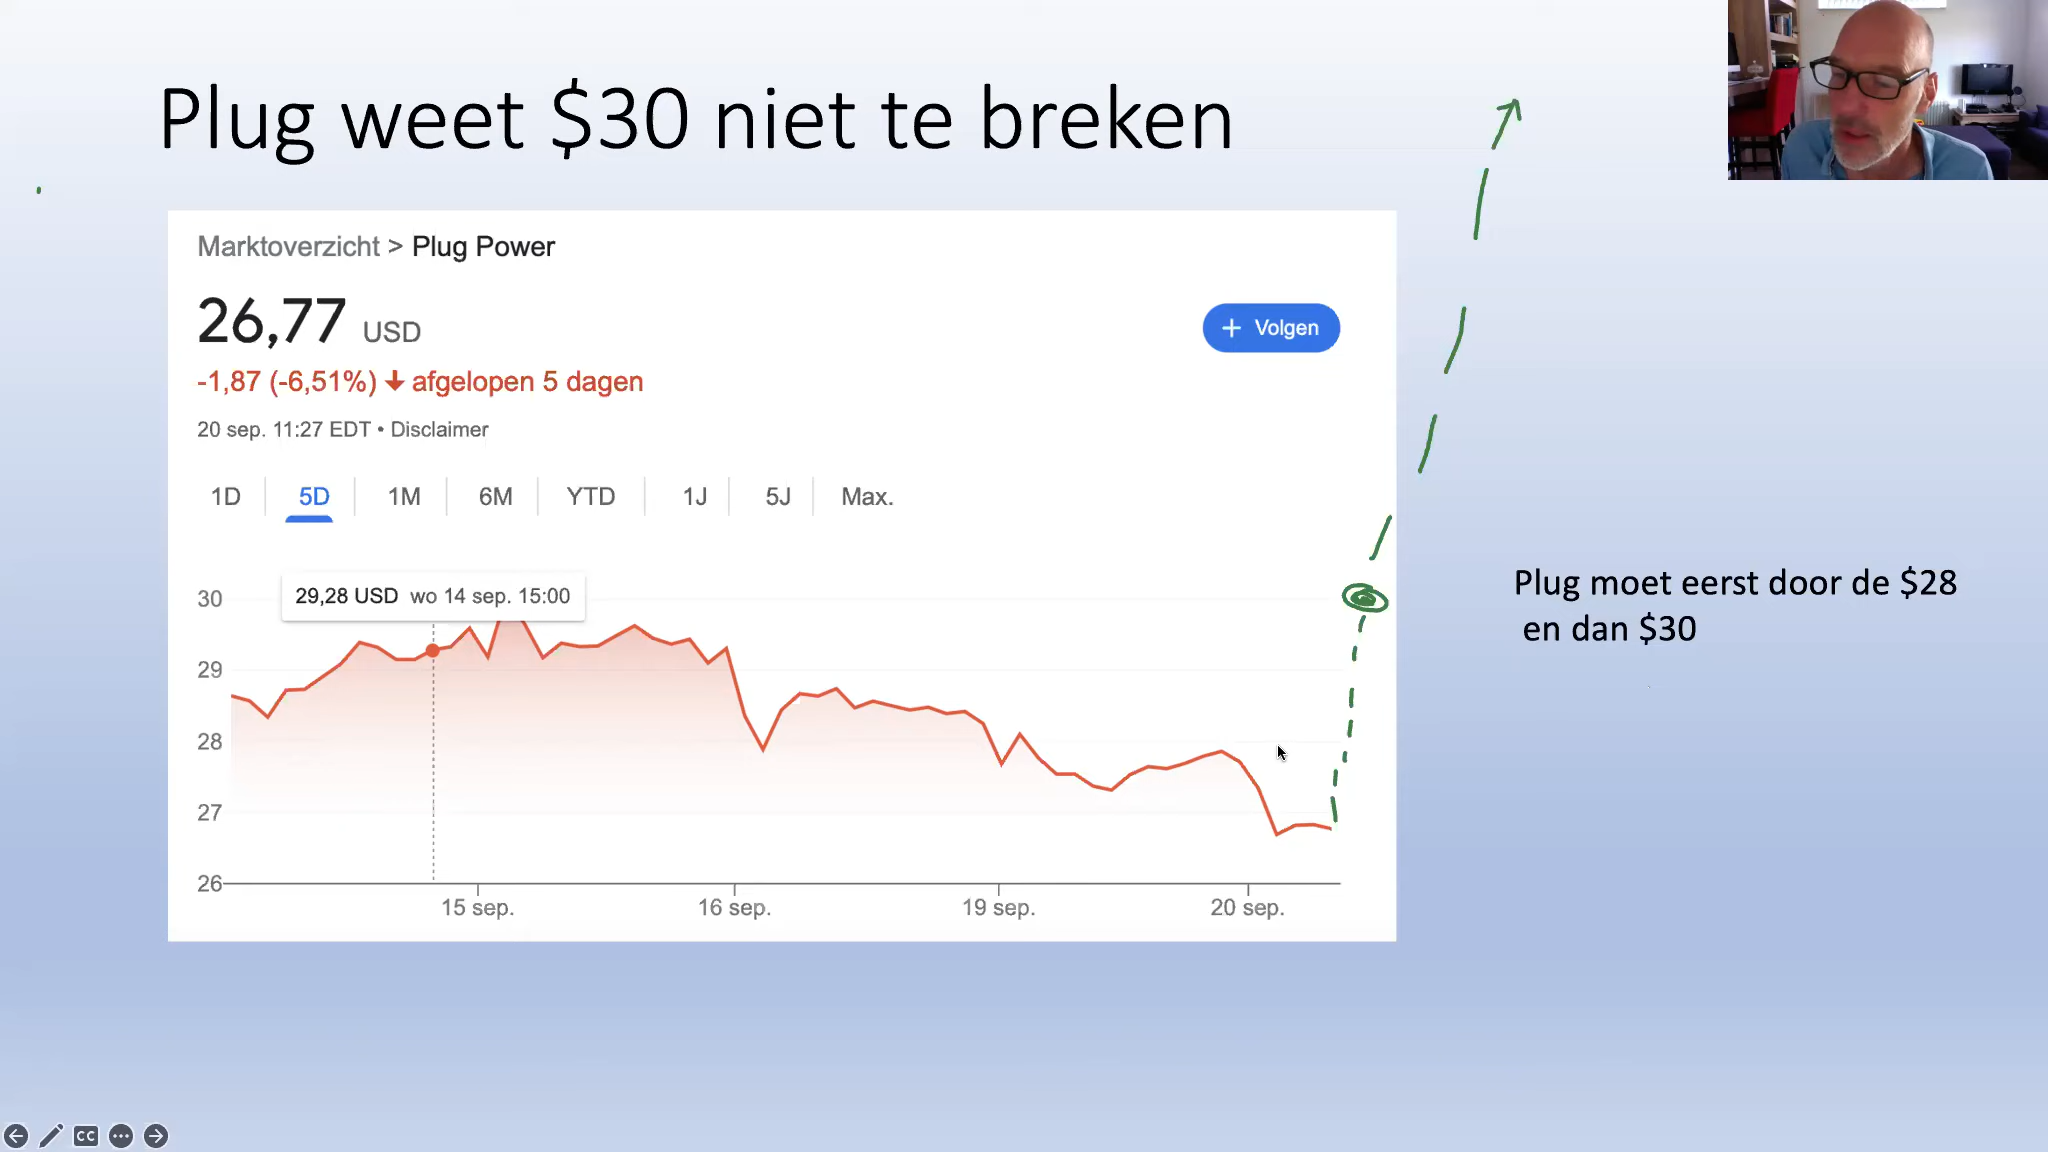 Plug weet $30 niet te breken
Marktoverzicht > Plug Power
26,77 USD
+ Volgen
-1,87 (-6,51%) ↓ afgelopen 5 dagen
20 sep. 11:27 EDT • Disclaimer
1D 5D 1M 6M YTD 1J 5J Max.
29,28 USD wo 14 sep. 15:00
30
29
28
27
26
15 sep. 16 sep. 19 sep. 20 sep.
Plug moet eerst door de $28
en dan $30
CC